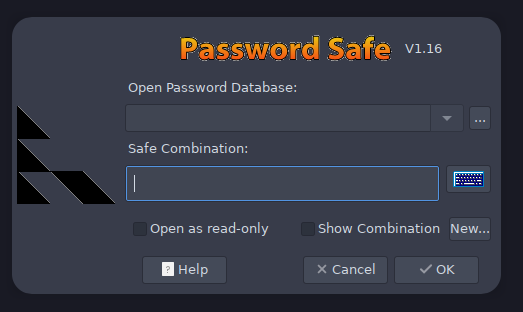 Password Safe V1.16
Open Password Database:
...
Safe Combination:
Open as read-only Show Combination New...
? Help Cancel OK